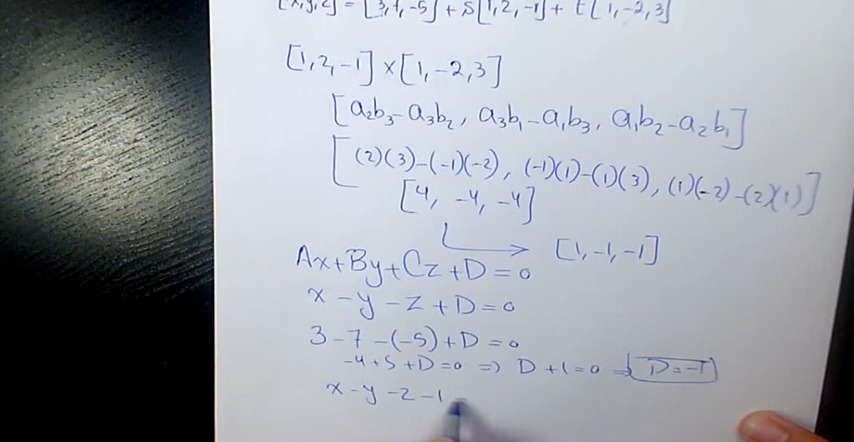 [x,y,z] = [3,7,-5] + s[1,2,-1] + t[1,-2,3]
[1,2,-1] × [1,-2,3]
[a₂b₃-a₃b₂, a₃b₁-a₁b₃, a₁b₂-a₂b₁]
[(2)(3)-(-1)(-2), (-1)(1)-(1)(3), (1)(-2)-(2)(1)]
[4, -4, -4]
[1,-1,-1]
Ax+By+Cz+D=0
x-y-z+D=0
3-7-(-5)+D=0
-4+5+D=0 ⇒ D+1=0 ⇒ D=-1
x-y-z-1